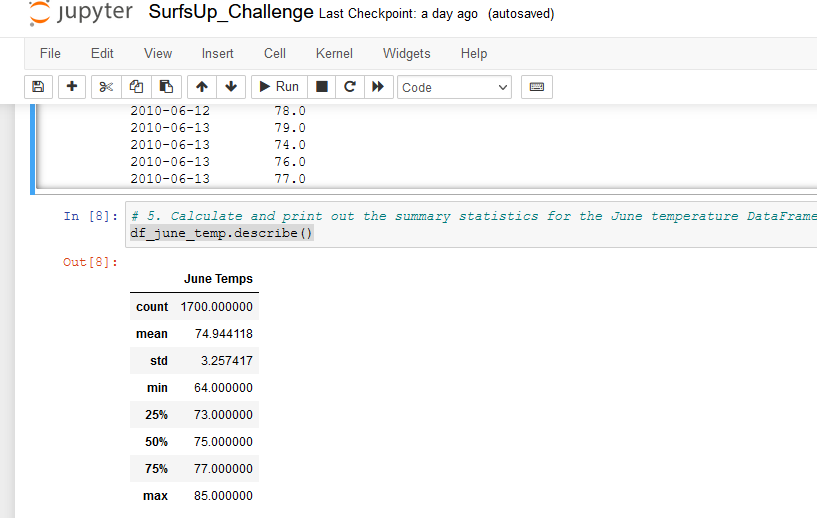 jupyter SurfsUp_Challenge Last Checkpoint: a day ago (autosaved)
File Edit View Insert Cell Kernel Widgets Help
Run Code
2010-06-12 78.0
2010-06-13 79.0
2010-06-13 74.0
2010-06-13 76.0
2010-06-13 77.0
In [8]: # 5. Calculate and print out the summary statistics for the June temperature DataFrame
df_june_temp.describe()
Out[8]:
June Temps
count 1700.000000
mean 74.944118
std 3.257417
min 64.000000
25% 73.000000
50% 75.000000
75% 77.000000
max 85.000000